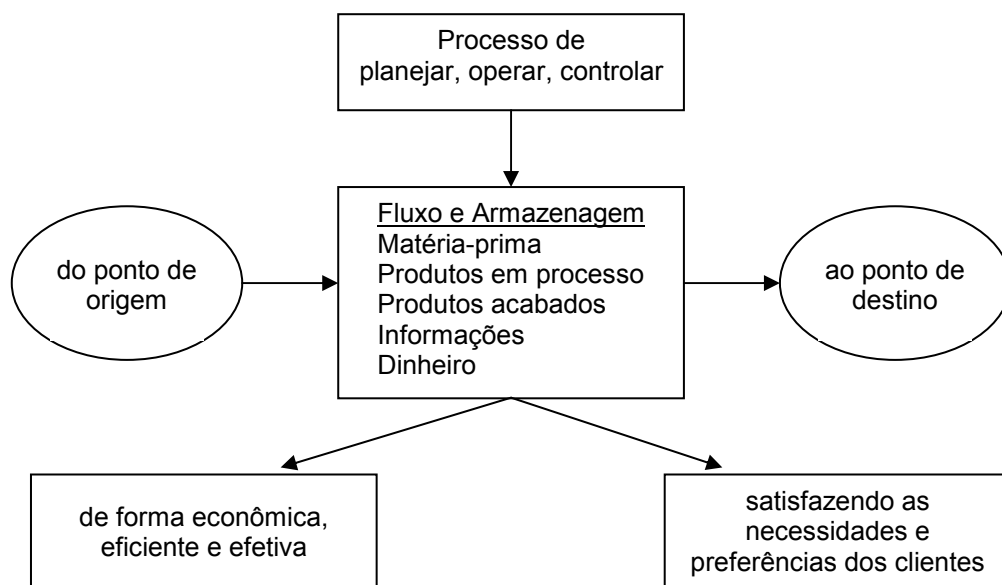 Processo de
planejar, operar, controlar
Fluxo e Armazenagem
Matéria-prima
Produtos em processo
Produtos acabados
Informações
Dinheiro
do ponto de
origem
ao ponto de
destino
de forma econômica,
eficiente e efetiva
satisfazendo as
necessidades e
preferências dos clientes